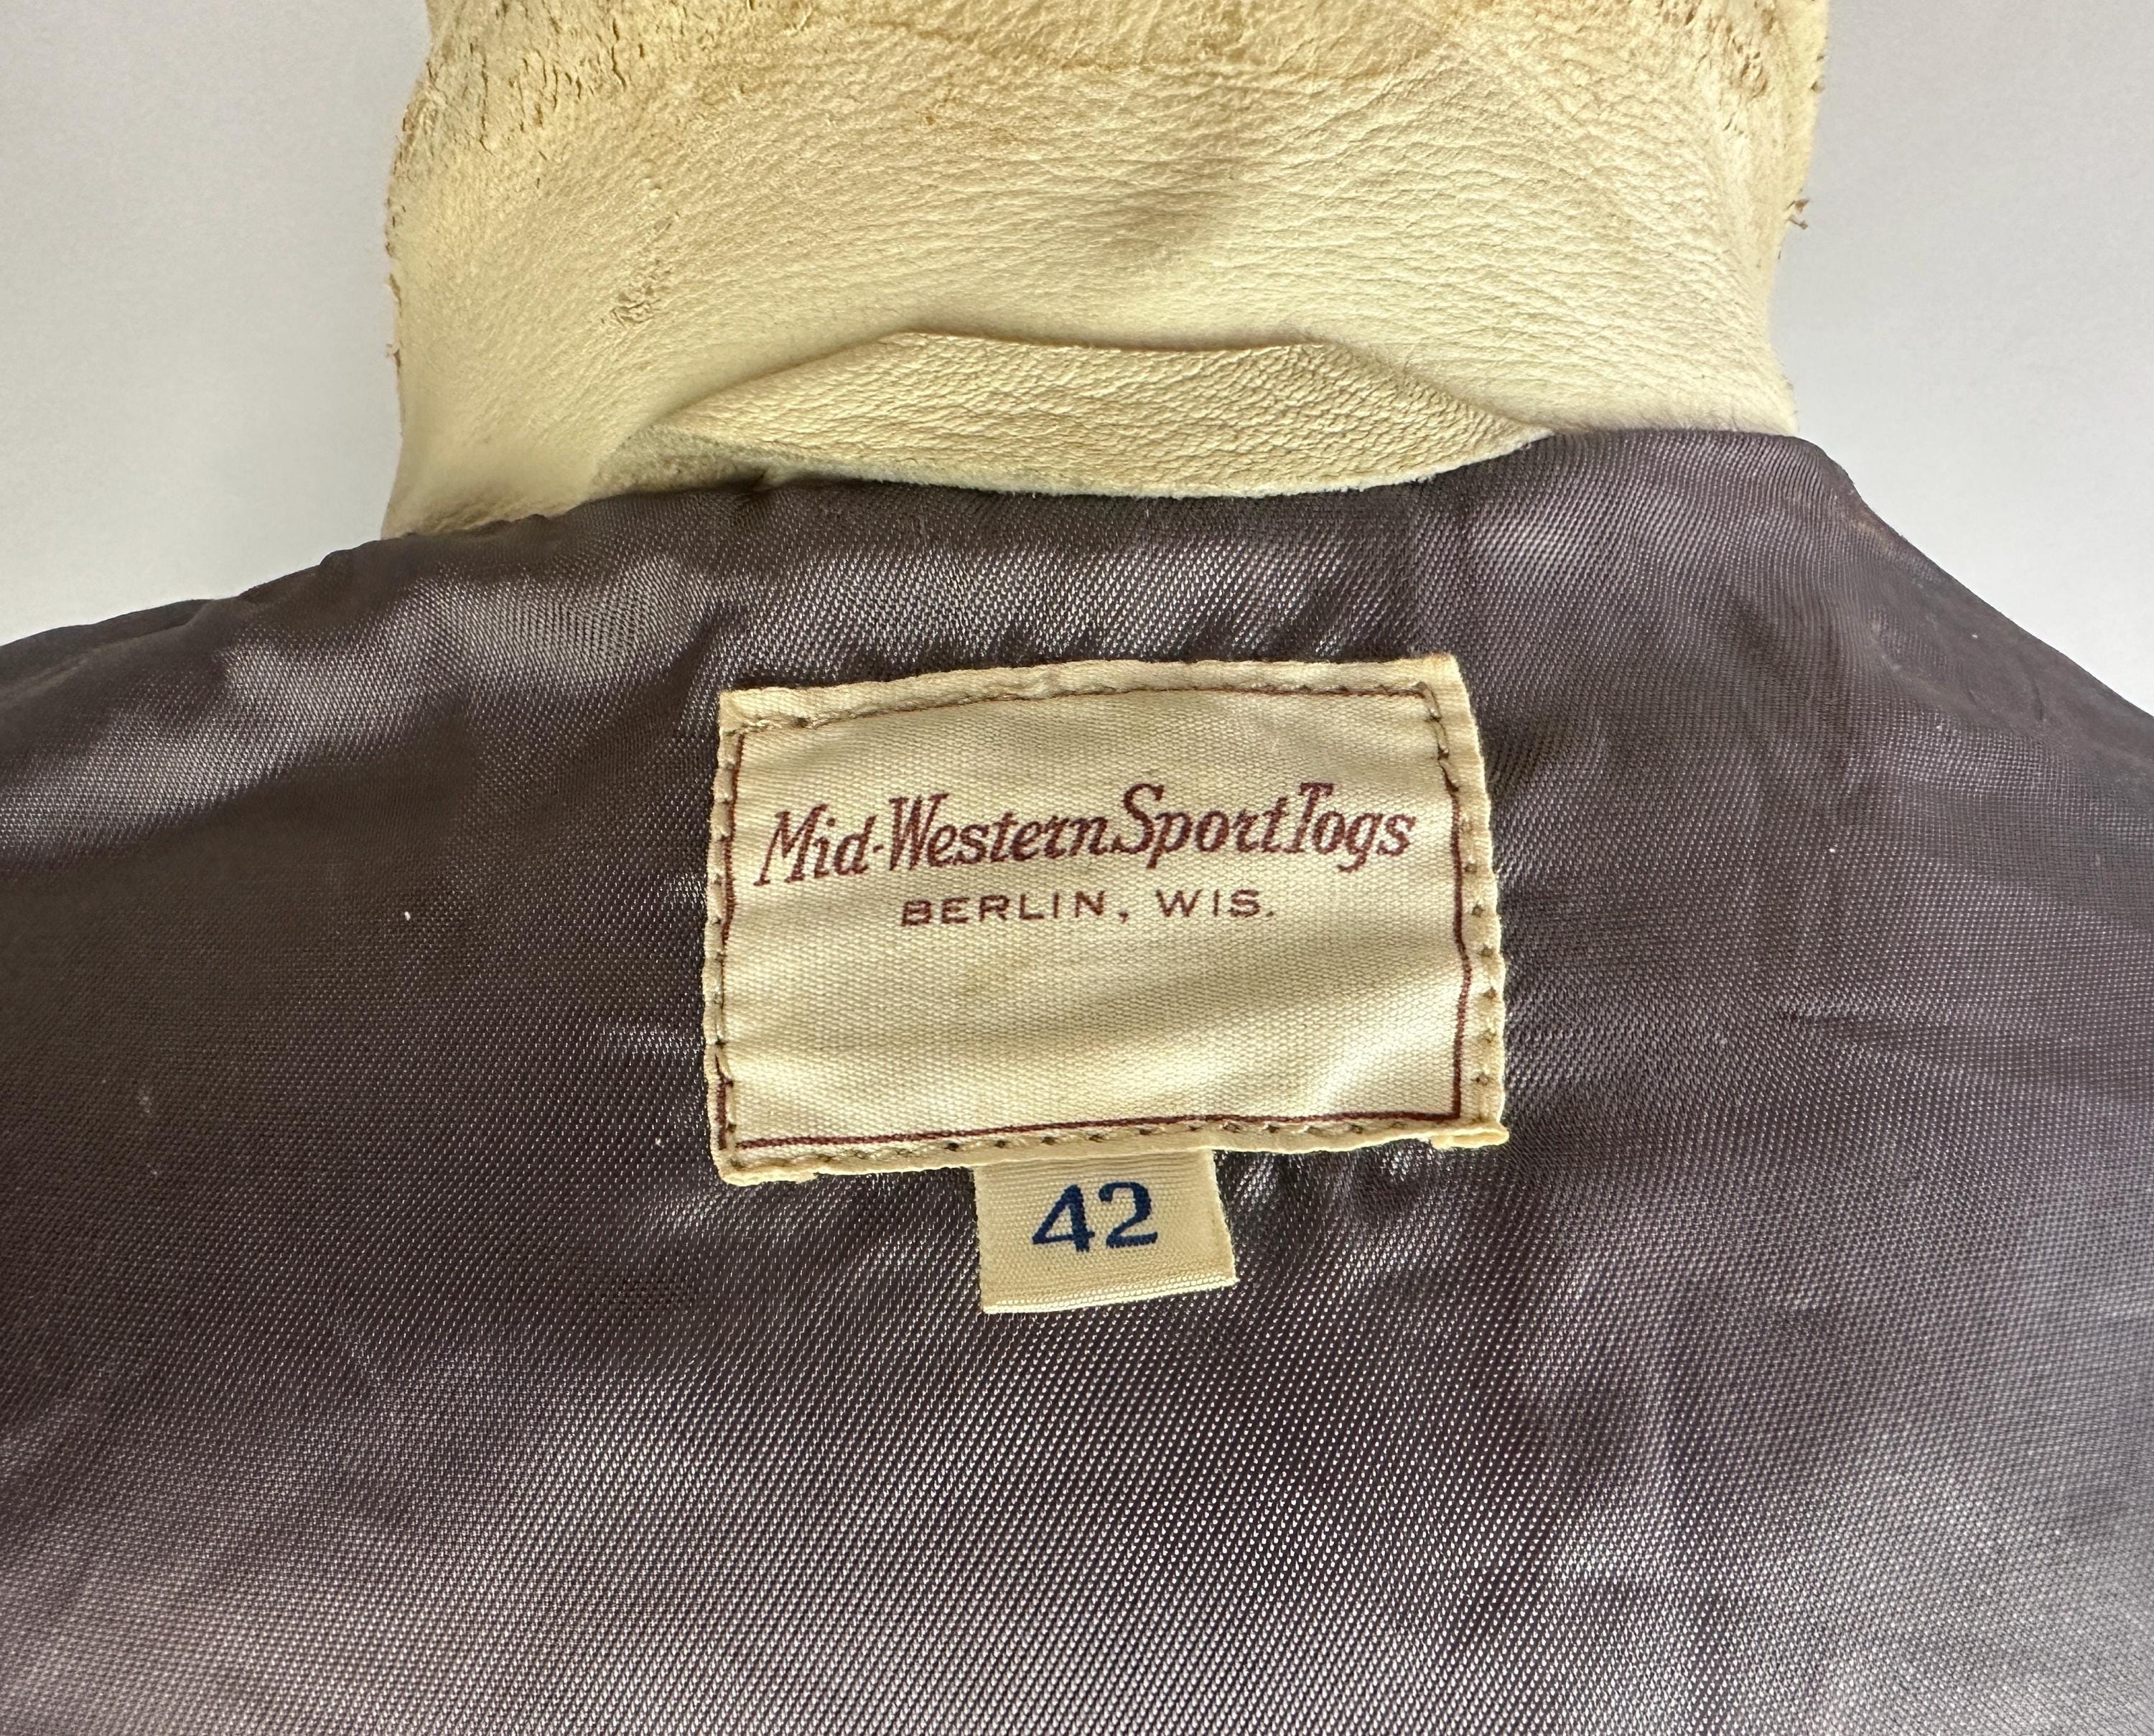 Mid-Western Sport Togs
BERLIN, WIS.
42